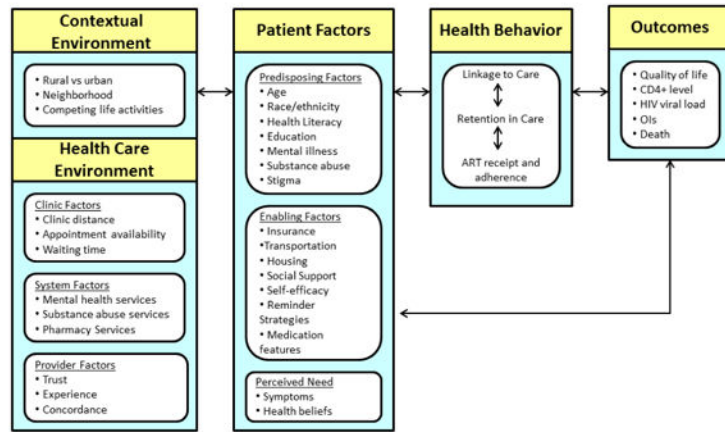 Contextual
Environment
• Rural vs urban
• Neighborhood
• Competing life activities
Health Care
Environment
Clinic Factors
• Clinic distance
• Appointment availability
• Waiting time
System Factors
• Mental health services
• Substance abuse services
• Pharmacy Services
Provider Factors
• Trust
• Experience
• Concordance
Patient Factors
Predisposing Factors
• Age
• Race/ethnicity
• Health Literacy
• Education
• Mental illness
• Substance abuse
• Stigma
Enabling Factors
• Insurance
•Transportation
• Housing
• Social Support
• Self-efficacy
• Reminder
Strategies
• Medication
features
Perceived Need
• Symptoms
• Health beliefs
Health Behavior
Linkage to Care
Retention in Care
ART receipt and
adherence
Outcomes
• Quality of life
• CD4+ level
• HIV viral load
• OIs
• Death